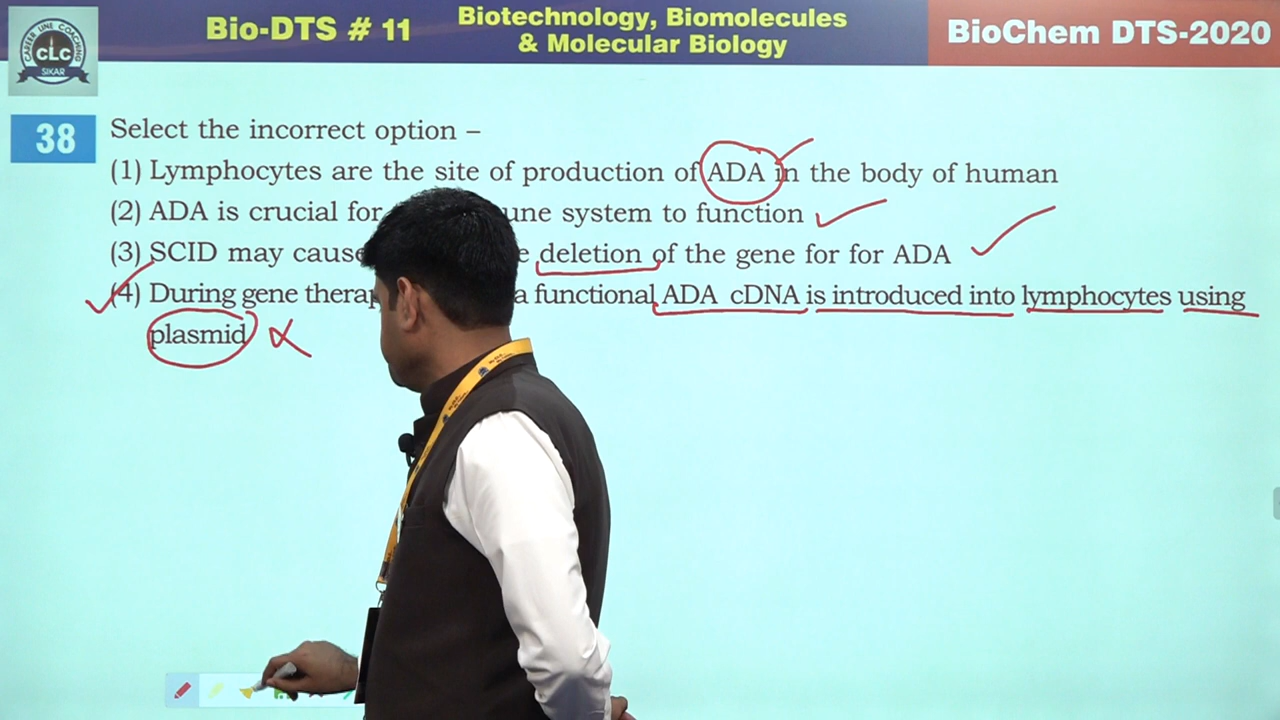 CAREER LINE COACHING
CLC
SIKAR
Bio-DTS # 11
Biotechnology, Biomolecules
& Molecular Biology
BioChem DTS-2020
38
Select the incorrect option –
(1) Lymphocytes are the site of production of ADA in the body of human
(2) ADA is crucial for une system to function
(3) SCID may cause e deletion of the gene for for ADA
(4) During gene therap a functional ADA cDNA is introduced into lymphocytes using
plasmid